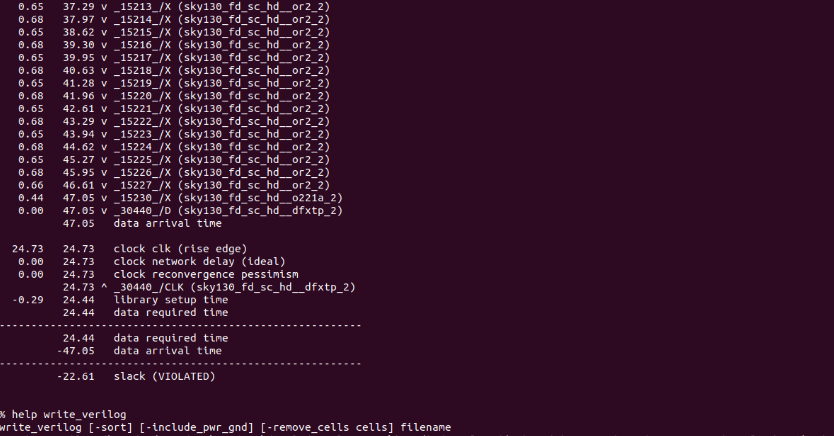 0.65 37.29 v _15213_/X (sky130_fd_sc_hd__or2_2)
0.68 37.97 v _15214_/X (sky130_fd_sc_hd__or2_2)
0.65 38.62 v _15215_/X (sky130_fd_sc_hd__or2_2)
0.68 39.30 v _15216_/X (sky130_fd_sc_hd__or2_2)
0.65 39.95 v _15217_/X (sky130_fd_sc_hd__or2_2)
0.68 40.63 v _15218_/X (sky130_fd_sc_hd__or2_2)
0.65 41.28 v _15219_/X (sky130_fd_sc_hd__or2_2)
0.68 41.96 v _15220_/X (sky130_fd_sc_hd__or2_2)
0.65 42.61 v _15221_/X (sky130_fd_sc_hd__or2_2)
0.68 43.29 v _15222_/X (sky130_fd_sc_hd__or2_2)
0.65 43.94 v _15223_/X (sky130_fd_sc_hd__or2_2)
0.68 44.62 v _15224_/X (sky130_fd_sc_hd__or2_2)
0.65 45.27 v _15225_/X (sky130_fd_sc_hd__or2_2)
0.68 45.95 v _15226_/X (sky130_fd_sc_hd__or2_2)
0.66 46.61 v _15227_/X (sky130_fd_sc_hd__or2_2)
0.44 47.05 v _15230_/X (sky130_fd_sc_hd__o221a_2)
0.00 47.05 v _30440_/D (sky130_fd_sc_hd__dfxtp_2)
47.05 data arrival time
24.73 24.73 clock clk (rise edge)
0.00 24.73 clock network delay (ideal)
0.00 24.73 clock reconvergence pessimism
24.73 ^ _30440_/CLK (sky130_fd_sc_hd__dfxtp_2)
-0.29 24.44 library setup time
24.44 data required time
---------------------------------------------------------
24.44 data required time
-47.05 data arrival time
---------------------------------------------------------
-22.61 slack (VIOLATED)
% help write_verilog
write_verilog [-sort] [-include_pwr_gnd] [-remove_cells cells] filename